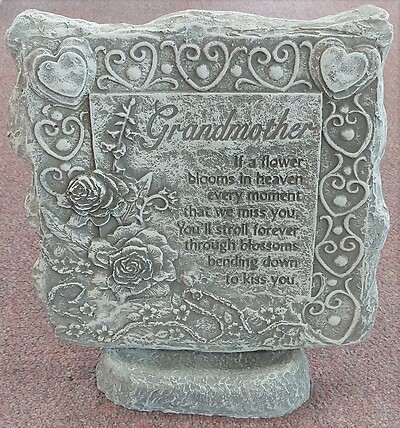 Grandmother
If a flower
blooms in heaven
every moment
that we miss you,
You'll stroll forever
through blossoms
bending down
to kiss you.